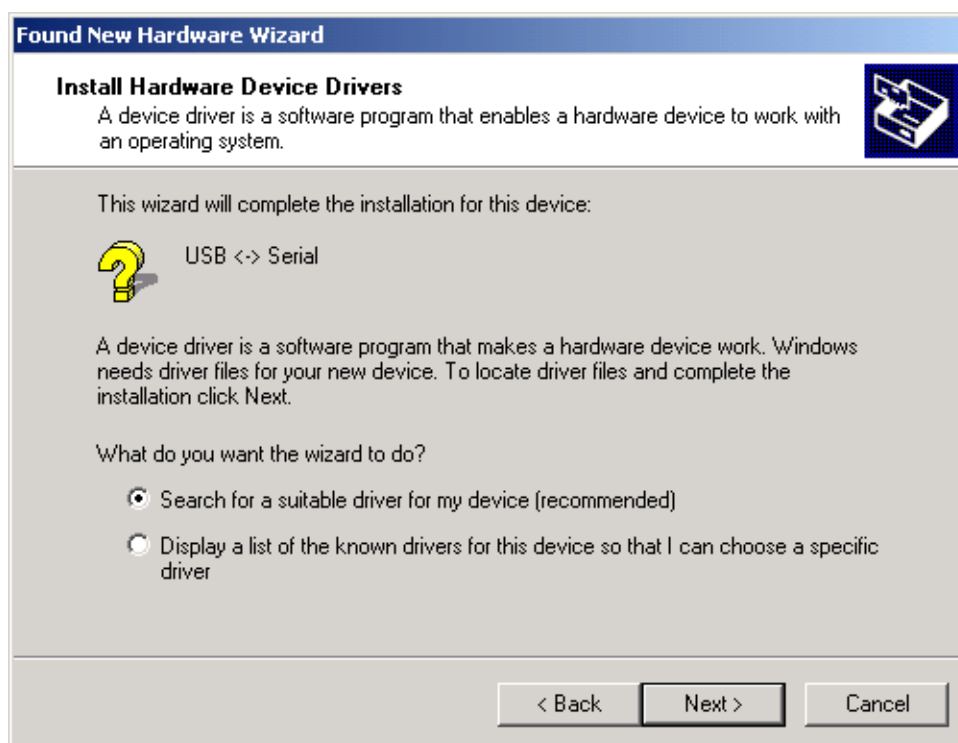 Found New Hardware Wizard
Install Hardware Device Drivers
A device driver is a software program that enables a hardware device to work with
an operating system.
This wizard will complete the installation for this device:
USB <-> Serial
A device driver is a software program that makes a hardware device work. Windows
needs driver files for your new device. To locate driver files and complete the
installation click Next.
What do you want the wizard to do?
Search for a suitable driver for my device (recommended)
Display a list of the known drivers for this device so that I can choose a specific
driver
< Back
Next >
Cancel